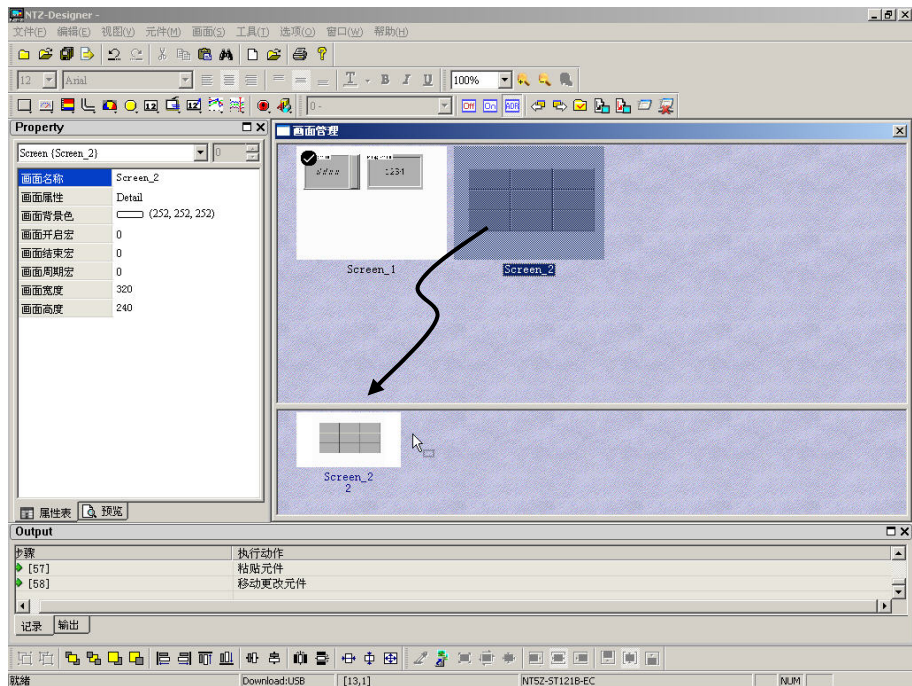 NTZ-Designer -
文件(F) 编辑(E) 视图(V) 元件(M) 画面(S) 工具(T) 选项(O) 窗口(W) 帮助(H)
12 Arial T B I U 100%
0 - Off On ADR
Property
Screen {Screen_2} 0
画面名称 Screen_2
画面属性 Detail
画面背景色 (252, 252, 252)
画面开启宏 0
画面结束宏 0
画面周期宏 0
画面宽度 320
画面高度 240
属性表 预览
画面管理
#### 1234
Screen_1 Screen_2
Screen_2
2
Output
步骤 执行动作
[57] 粘贴元件
[58] 移动更改元件
记录 输出
就绪 Download:USB [13,1] NT5Z-ST121B-EC NUM